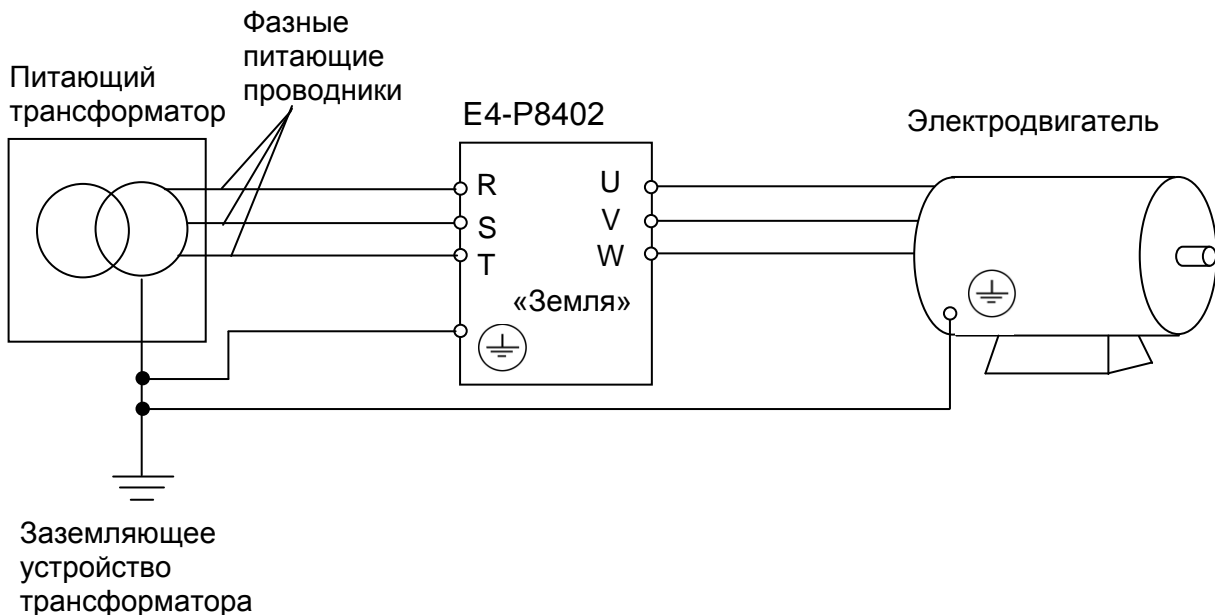 Фазные
питающие
проводники
Питающий
трансформатор
E4-P8402
Электродвигатель
R
S
T
U
V
W
«Земля»
Заземляющее
устройство
трансформатора